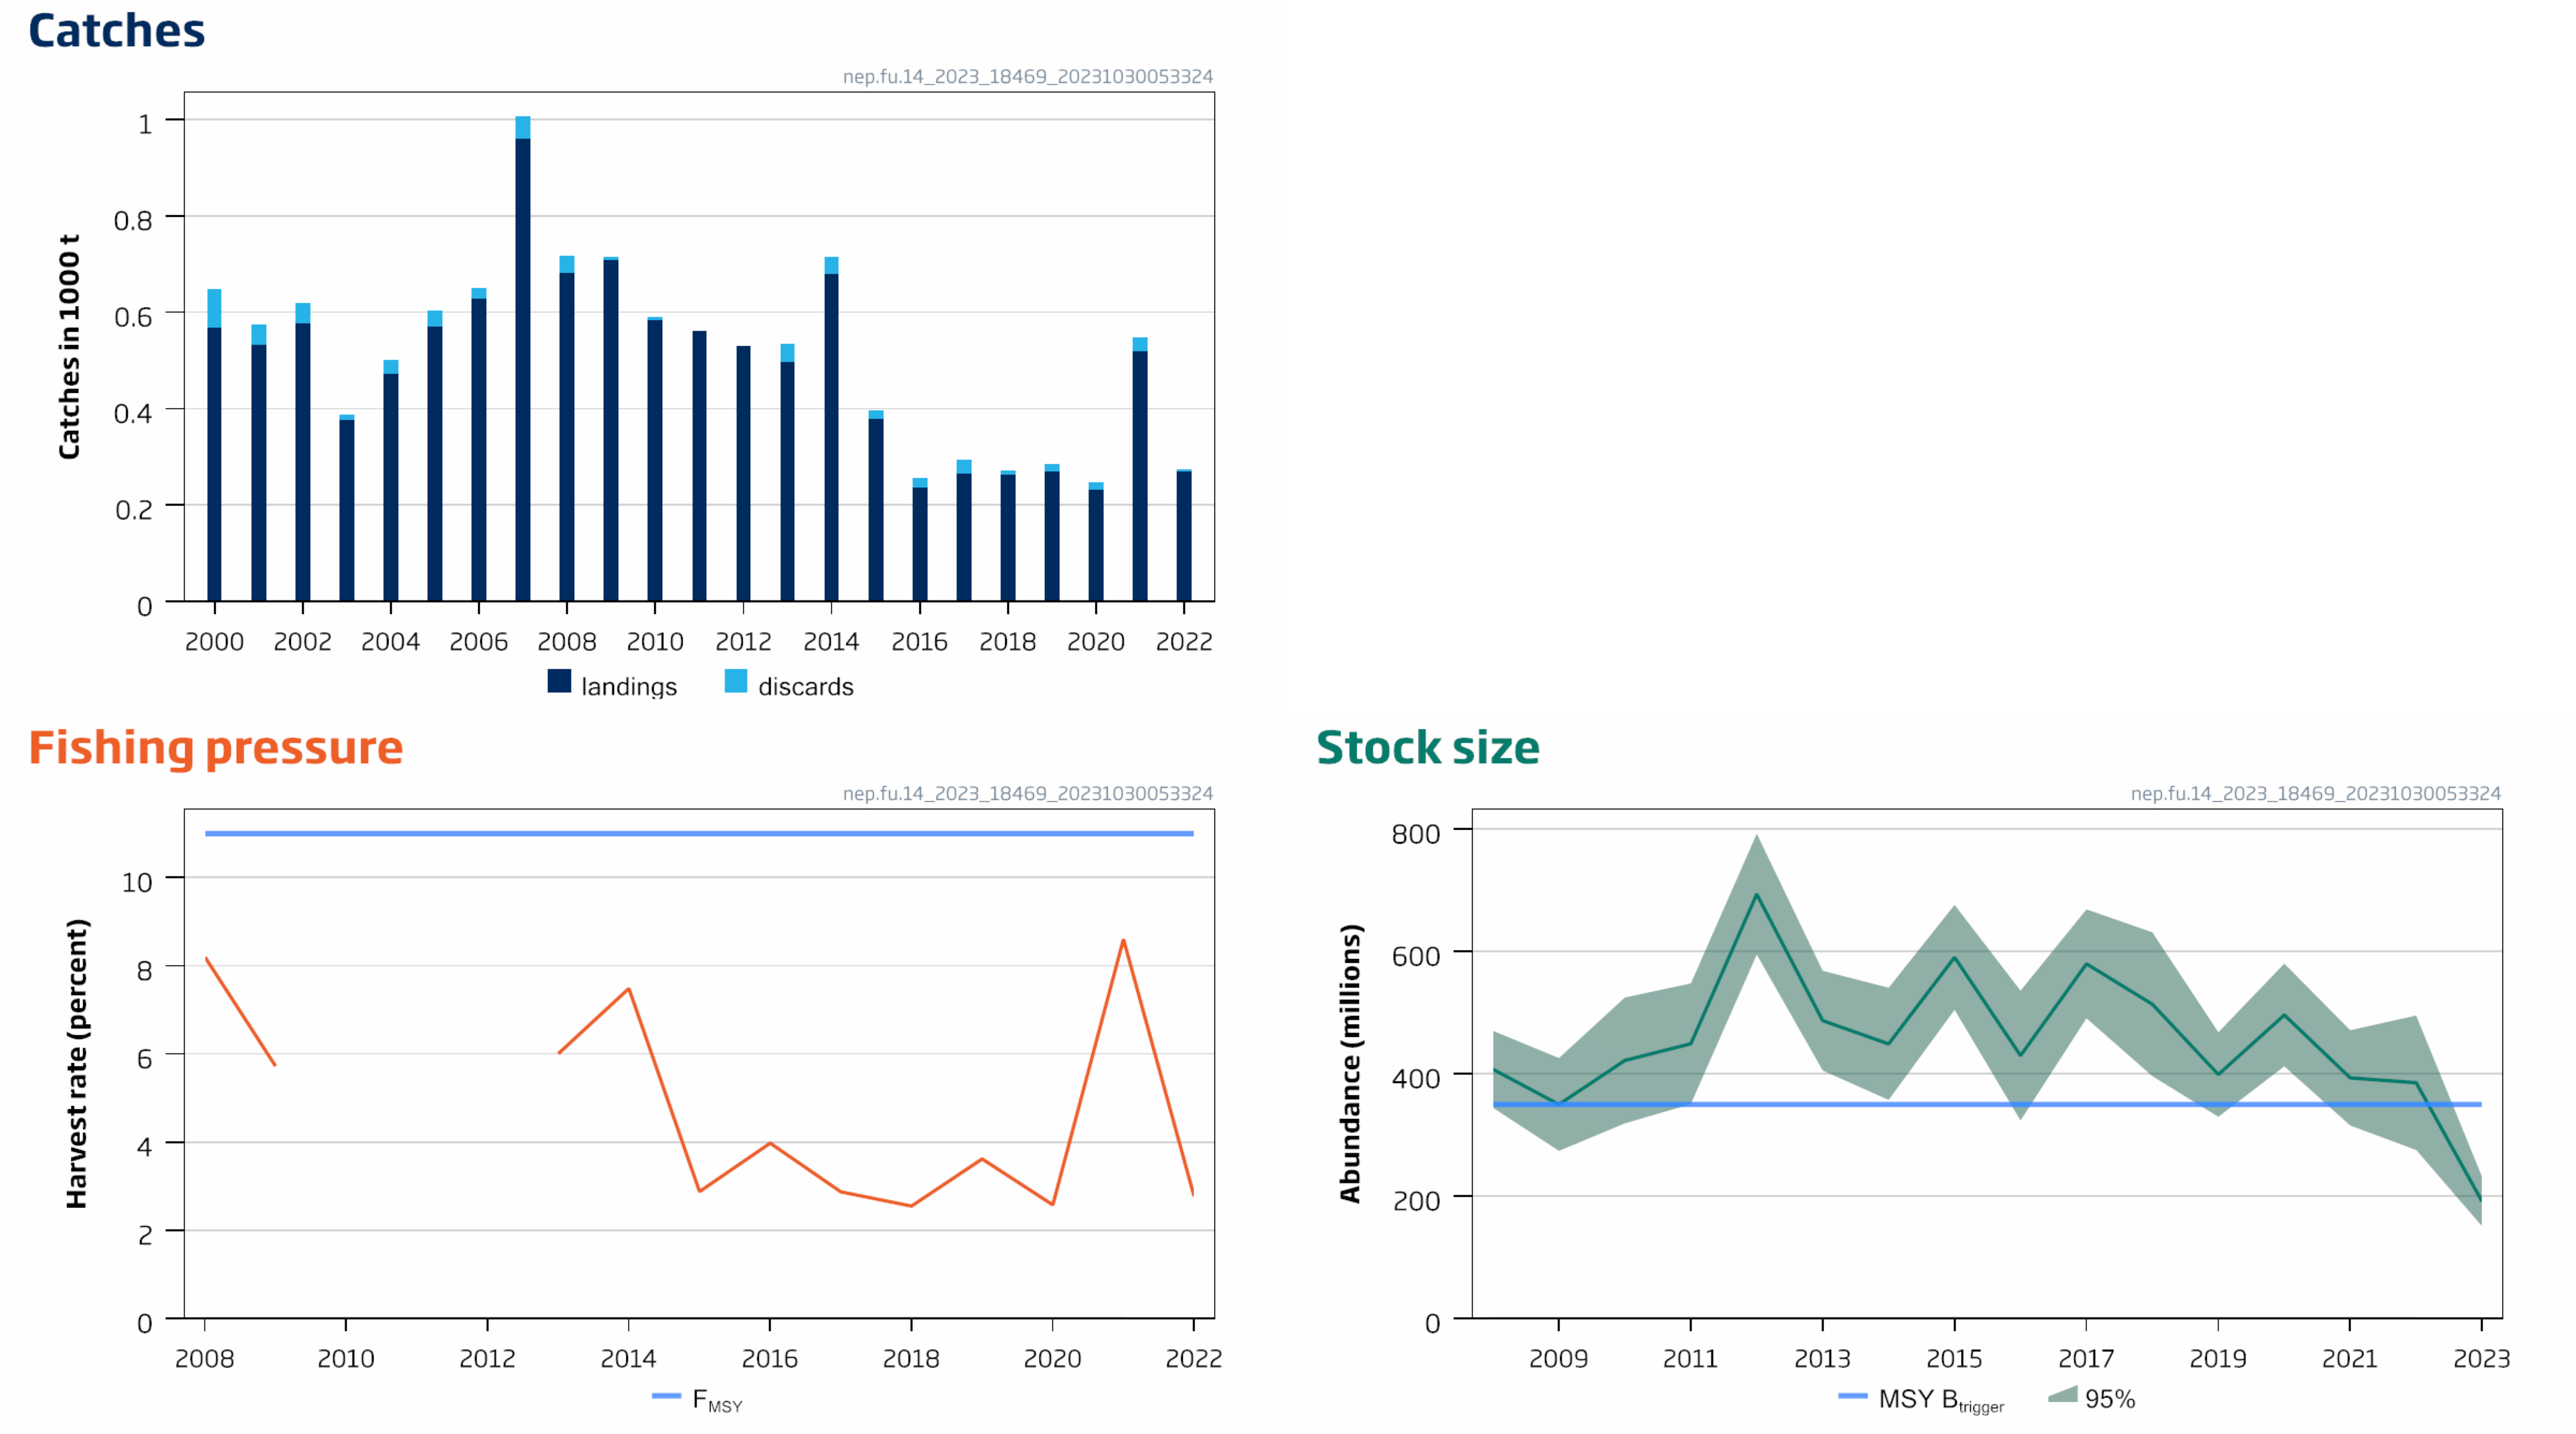 Catches
nep.fu.14_2023_18469_20231030053324
Catches in 1000 t
1
0.8
0.6
0.4
0.2
0
2000 2002 2004 2006 2008 2010 2012 2014 2016 2018 2020 2022
landings discards
Fishing pressure
nep.fu.14_2023_18469_20231030053324
Harvest rate (percent)
10
8
6
4
2
0
2008 2010 2012 2014 2016 2018 2020 2022
FMSY
Stock size
nep.fu.14_2023_18469_20231030053324
Abundance (millions)
800
600
400
200
0
2009 2011 2013 2015 2017 2019 2021 2023
MSY Btrigger 95%